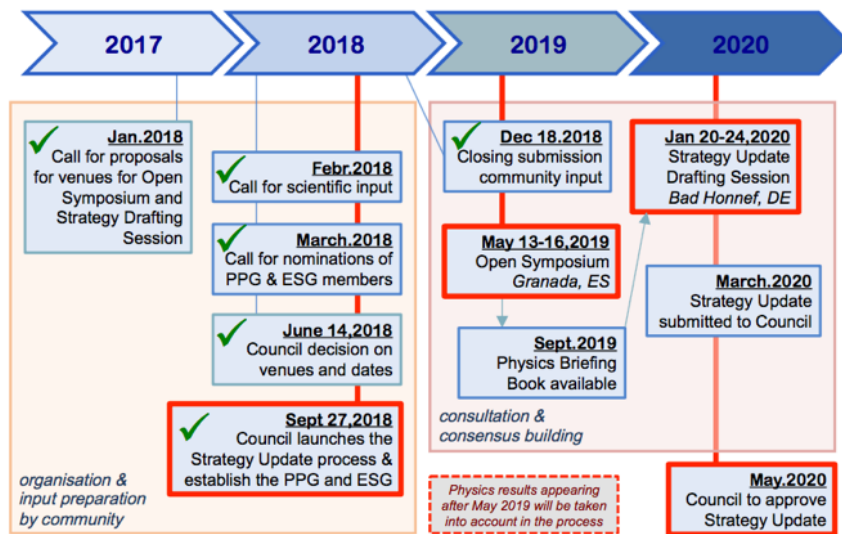 2017
2018
2019
2020
Jan.2018
Call for proposals
for venues for Open
Symposium and
Strategy Drafting
Session
Febr.2018
Call for scientific input
March.2018
Call for nominations of
PPG & ESG members
June 14,2018
Council decision on
venues and dates
Sept 27,2018
Council launches the
Strategy Update process &
establish the PPG and ESG
organisation &
input preparation
by community
Dec 18.2018
Closing submission
community input
May 13-16,2019
Open Symposium
Granada, ES
Sept.2019
Physics Briefing
Book available
consultation &
consensus building
Jan 20-24,2020
Strategy Update
Drafting Session
Bad Honnef, DE
March.2020
Strategy Update
submitted to Council
May.2020
Council to approve
Strategy Update
Physics results appearing
after May 2019 will be taken
into account in the process